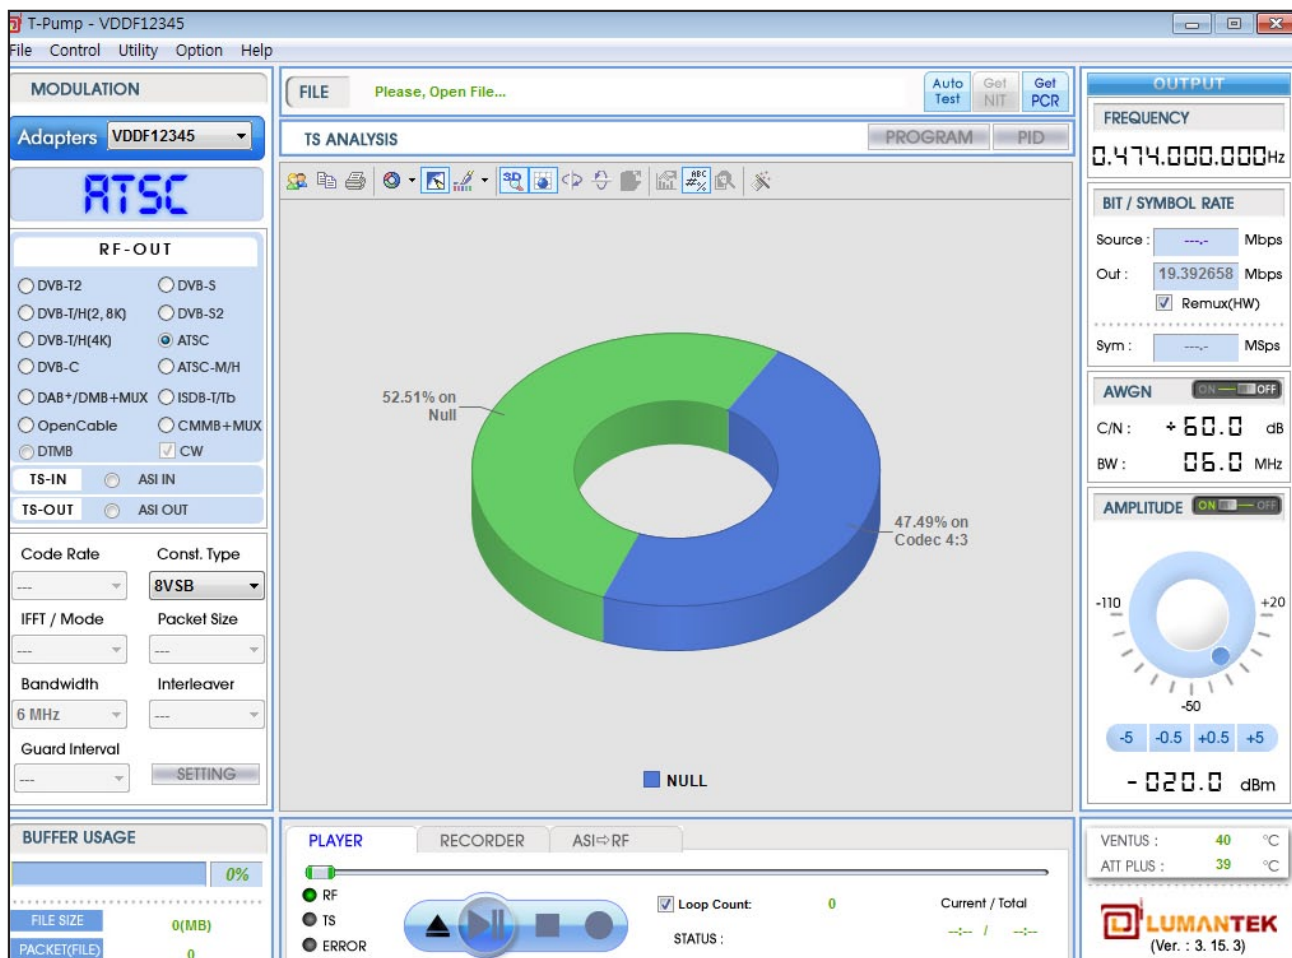 T-Pump - VDDF12345
File Control Utility Option Help
MODULATION
Adapters VDDF12345
ATSC
RF-OUT
DVB-T2 DVB-S
DVB-T/H(2, 8K) DVB-S2
DVB-T/H(4K) ATSC
DVB-C ATSC-M/H
DAB+/DMB+MUX ISDB-T/Tb
OpenCable CMMB+MUX
DTMB CW
TS-IN ASI IN
TS-OUT ASI OUT
Code Rate Const. Type
--- 8VSB
IFFT / Mode Packet Size
--- ---
Bandwidth Interleaver
6 MHz ---
Guard Interval
--- SETTING
BUFFER USAGE
0%
FILE SIZE 0(MB)
PACKET(FILE) 0
FILE Please, Open File...
Auto Test Get NIT Get PCR
TS ANALYSIS PROGRAM PID
3D ABC #%
52.51% on
Null
47.49% on
Codec 4:3
NULL
PLAYER RECORDER ASI⇨RF
RF
TS
ERROR
Loop Count: 0
STATUS :
Current / Total
--:-- / --:--
OUTPUT
FREQUENCY
0.474.000.000Hz
BIT / SYMBOL RATE
Source : ---.- Mbps
Out : 19.392658 Mbps
Remux(HW)
Sym : ---.- MSps
AWGN ON OFF
C/N : +60.0 dB
BW : 06.0 MHz
AMPLITUDE ON OFF
-110 +20
-50
-5 -0.5 +0.5 +5
-020.0 dBm
VENTUS : 40 °C
ATT PLUS : 39 °C
LUMANTEK
(Ver. : 3. 15. 3)